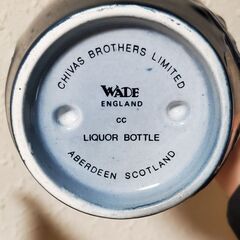 CHIVAS BROTHERS LIMITED
WADE
ENGLAND
CC
LIQUOR BOTTLE
ABERDEEN SCOTLAND